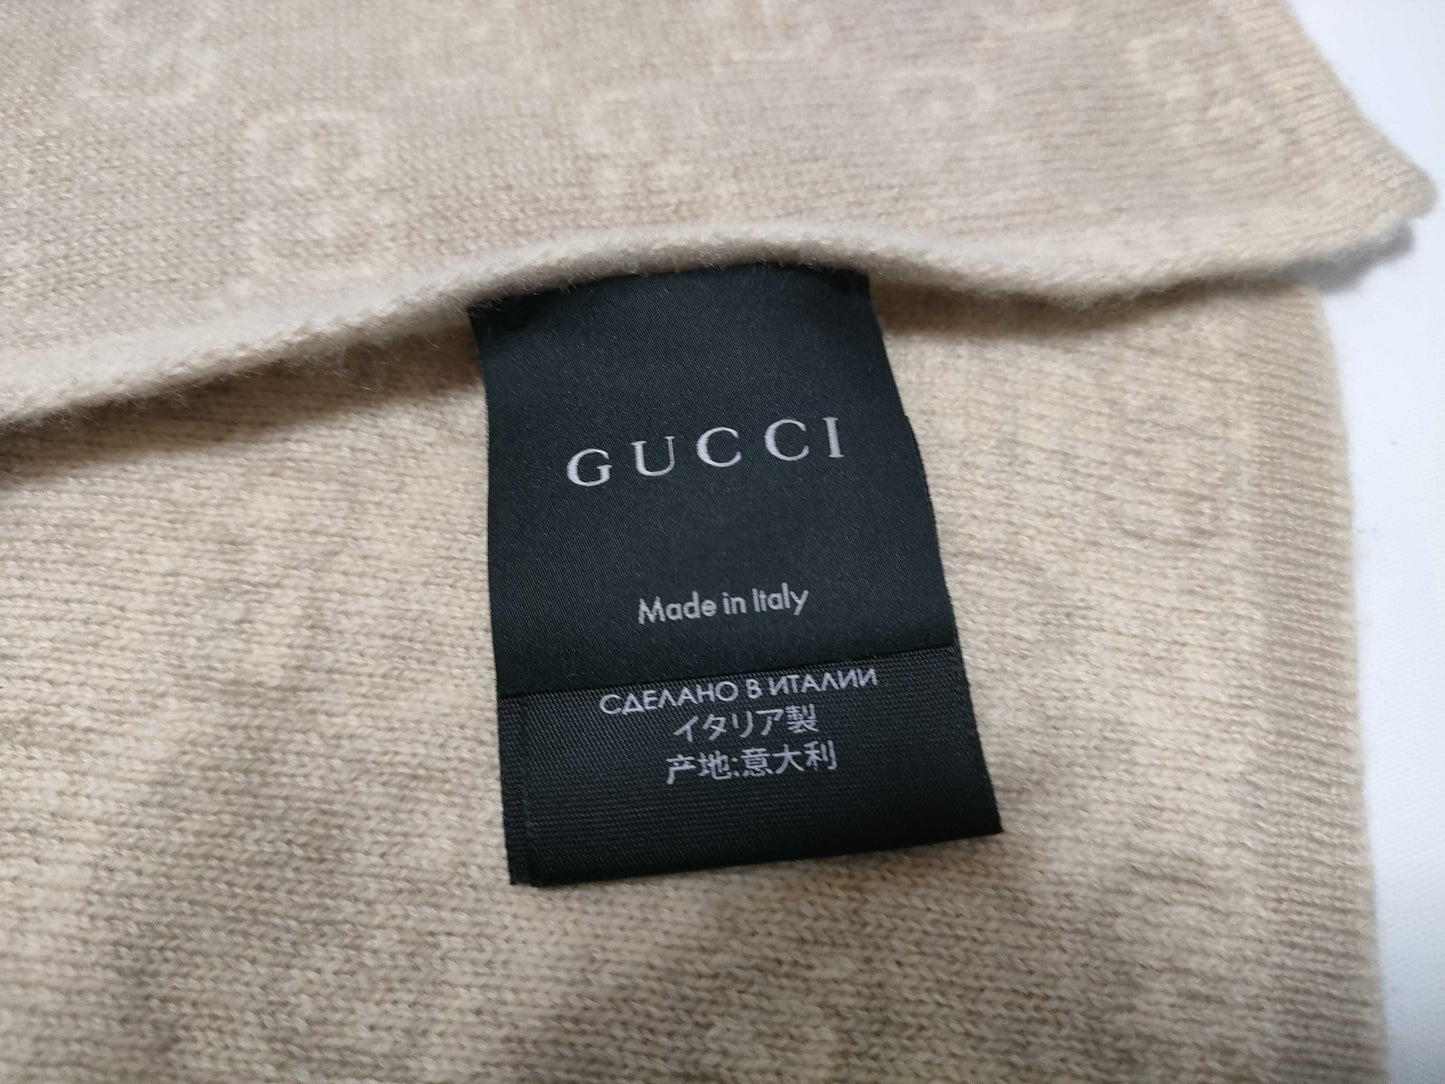 GUCCI
Made in Italy
СДЕЛАНО В ИТАЛИИ
イタリア製
产地:意大利